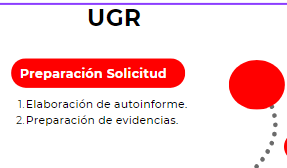 UGR
Preparación Solicitud
1.Elaboración de autoinforme.
2.Preparación de evidencias.